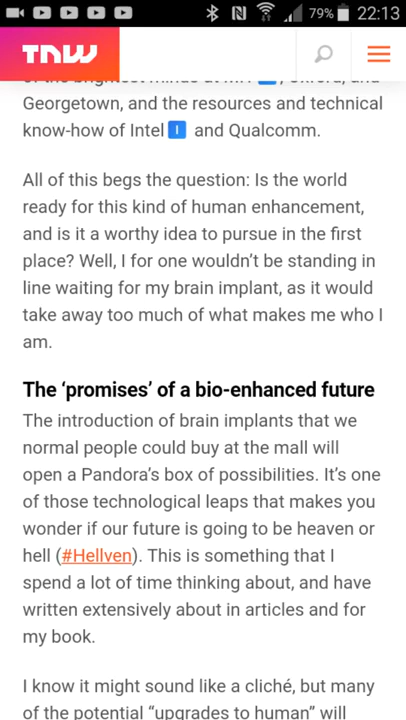 79% 22:13
TNW
of the brightest minds at
Georgetown, and the resources and technical
know-how of Intel I and Qualcomm.
All of this begs the question: Is the world
ready for this kind of human enhancement,
and is it a worthy idea to pursue in the first
place? Well, I for one wouldn’t be standing in
line waiting for my brain implant, as it would
take away too much of what makes me who I
am.
The ‘promises’ of a bio-enhanced future
The introduction of brain implants that we
normal people could buy at the mall will
open a Pandora’s box of possibilities. It’s one
of those technological leaps that makes you
wonder if our future is going to be heaven or
hell (#Hellven). This is something that I
spend a lot of time thinking about, and have
written extensively about in articles and for
my book.
I know it might sound like a cliché, but many
of the potential “upgrades to human” will